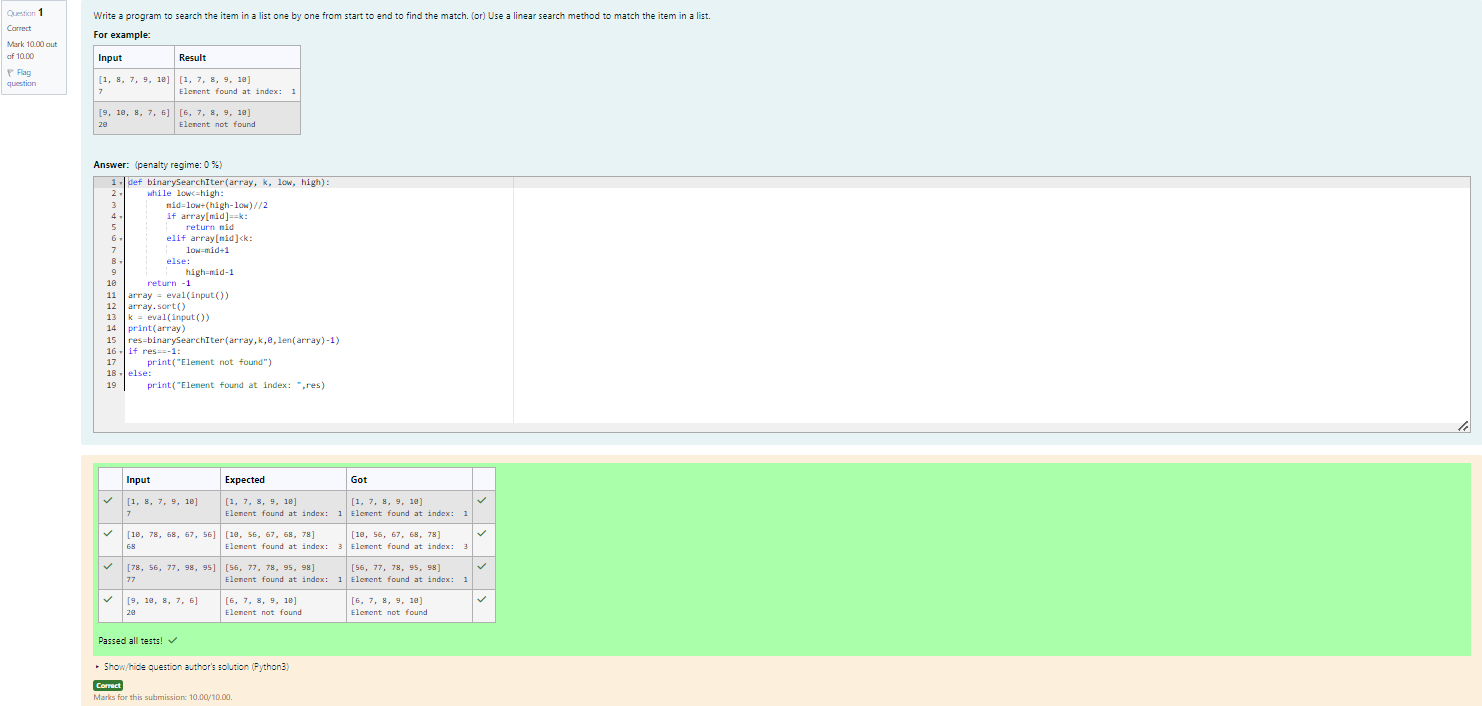 Question 1
Correct
Mark 10.00 out
of 10.00
Flag
question
Write a program to search the item in a list one by one from start to end to find the match. (or) Use a linear search method to match the item in a list.
For example:
Input Result
[1, 8, 7, 9, 10] [1, 7, 8, 9, 10]
7 Element found at index:  1
[9, 10, 8, 7, 6] [6, 7, 8, 9, 10]
20 Element not found
Answer: (penalty regime: 0 %)
1 def binarySearchIter(array, k, low, high):
2     while low<=high:
3         mid=low+(high-low)//2
4         if array[mid]==k:
5             return mid
6         elif array[mid]<k:
7             low=mid+1
8         else:
9             high=mid-1
10     return -1
11 array = eval(input())
12 array.sort()
13 k = eval(input())
14 print(array)
15 res=binarySearchIter(array,k,0,len(array)-1)
16 if res==-1:
17     print("Element not found")
18 else:
19     print("Element found at index: ",res)
Input Expected Got
[1, 8, 7, 9, 10] [1, 7, 8, 9, 10] [1, 7, 8, 9, 10]
7 Element found at index:  1 Element found at index:  1
[10, 78, 68, 67, 56] [10, 56, 67, 68, 78] [10, 56, 67, 68, 78]
68 Element found at index:  3 Element found at index:  3
[78, 56, 77, 98, 95] [56, 77, 78, 95, 98] [56, 77, 78, 95, 98]
77 Element found at index:  1 Element found at index:  1
[9, 10, 8, 7, 6] [6, 7, 8, 9, 10] [6, 7, 8, 9, 10]
20 Element not found Element not found
Passed all tests!
Show/hide question author's solution (Python3)
Correct
Marks for this submission: 10.00/10.00.